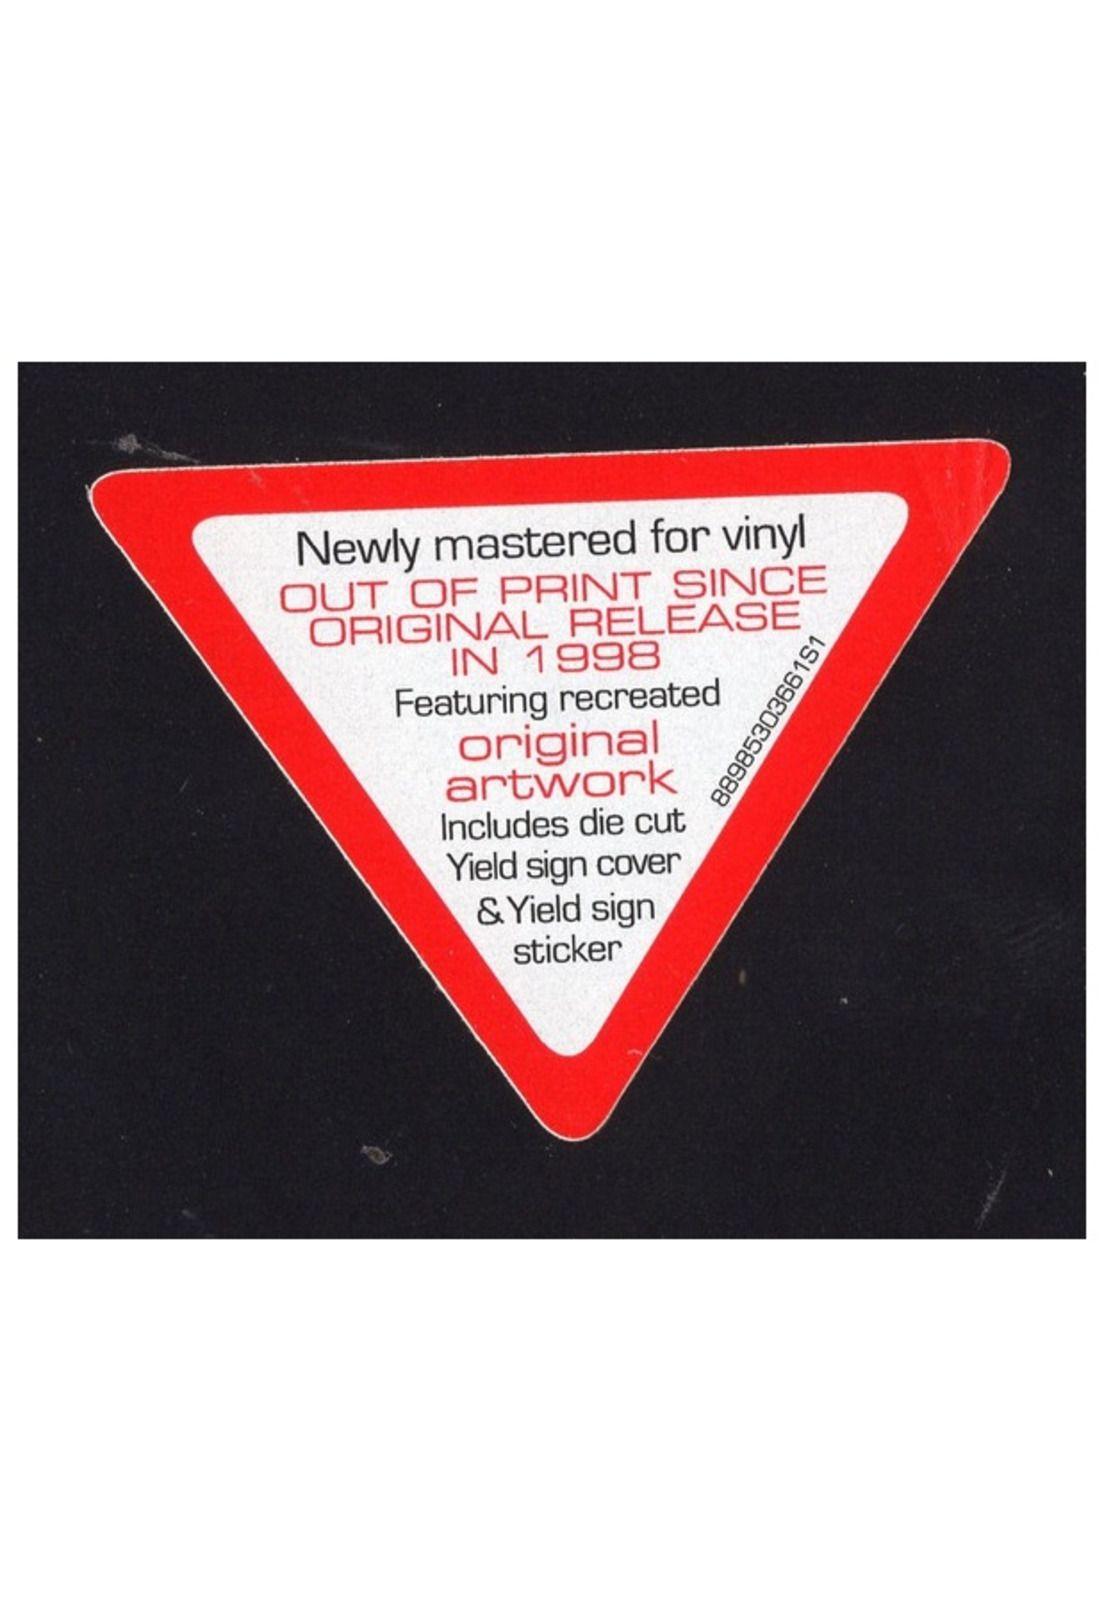 Newly mastered for vinyl
OUT OF PRINT SINCE
ORIGINAL RELEASE
IN 1998
Featuring recreated
original
artwork
Includes die cut
Yield sign cover
& Yield sign
sticker
88985303661S1